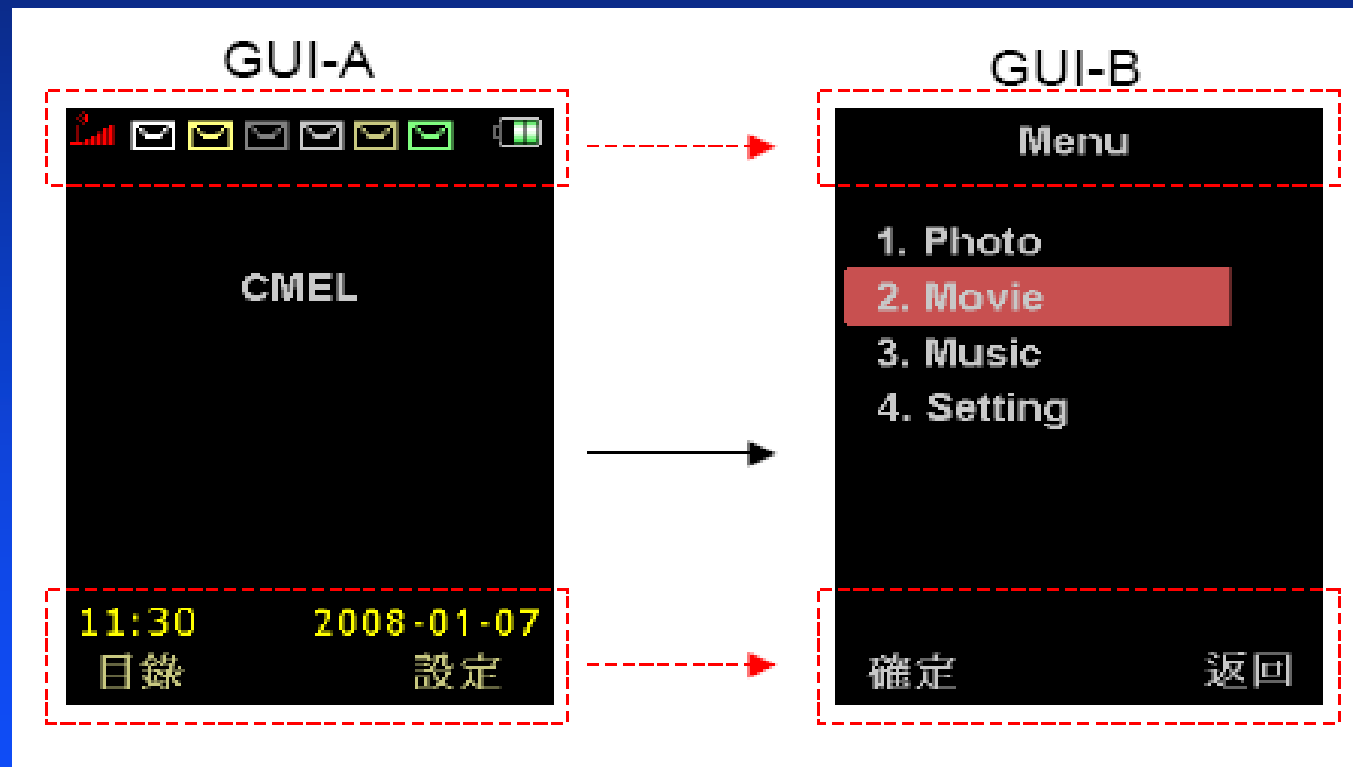 GUI-A
CMEL
11:30 2008-01-07
目錄 設定
GUI-B
Menu
1. Photo
2. Movie
3. Music
4. Setting
確定 返回